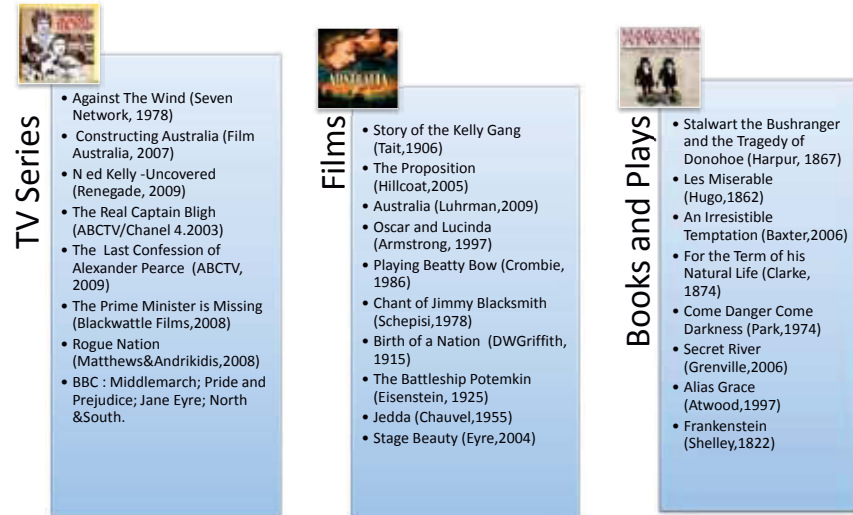 TV Series
• Against The Wind (Seven
Network, 1978)
• Constructing Australia (Film
Australia, 2007)
• N ed Kelly -Uncovered
(Renegade, 2009)
• The Real Captain Bligh
(ABCTV/Chanel 4.2003)
• The Last Confession of
Alexander Pearce (ABCTV,
2009)
• The Prime Minister is Missing
(Blackwattle Films,2008)
• Rogue Nation
(Matthews&Andrikidis,2008)
• BBC : Middlemarch; Pride and
Prejudice; Jane Eyre; North
&South.
AUSTRALIA
Films
• Story of the Kelly Gang
(Tait,1906)
• The Proposition
(Hillcoat,2005)
• Australia (Luhrman,2009)
• Oscar and Lucinda
(Armstrong, 1997)
• Playing Beatty Bow (Crombie,
1986)
• Chant of Jimmy Blacksmith
(Schepisi,1978)
• Birth of a Nation (DWGriffith,
1915)
• The Battleship Potemkin
(Eisenstein, 1925)
• Jedda (Chauvel,1955)
• Stage Beauty (Eyre,2004)
MARGARET
ATWOOD
Books and Plays
• Stalwart the Bushranger
and the Tragedy of
Donohoe (Harpur, 1867)
• Les Miserable
(Hugo,1862)
• An Irresistible
Temptation (Baxter,2006)
• For the Term of his
Natural Life (Clarke,
1874)
• Come Danger Come
Darkness (Park,1974)
• Secret River
(Grenville,2006)
• Alias Grace
(Atwood,1997)
• Frankenstein
(Shelley,1822)